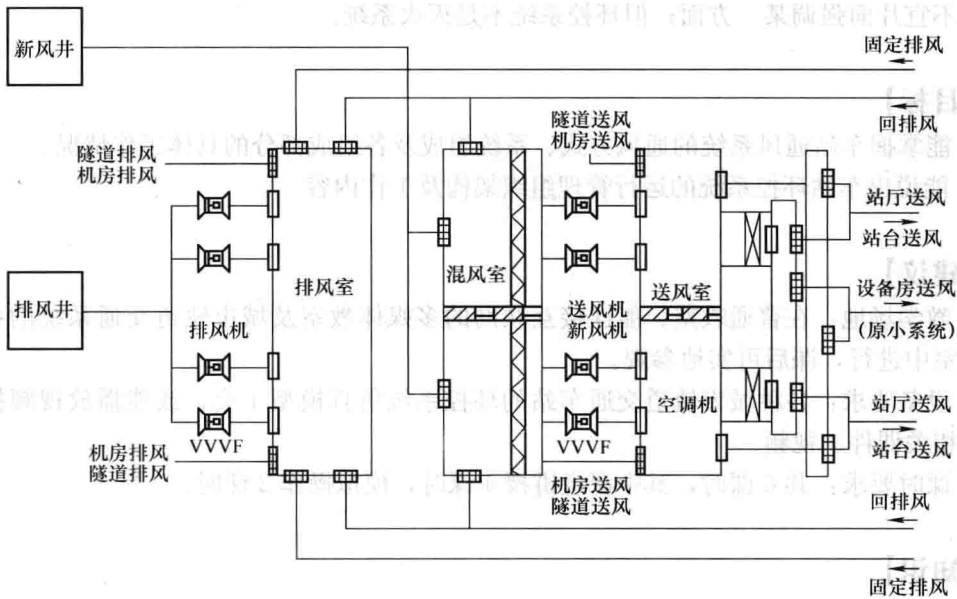 新风井
固定排风
回排风
隧道送风
机房送风
隧道排风
机房排风
站厅送风
站台送风
排风室
混风室
送风机
新风机
送风室
设备房送风
(原小系统)
排风井
排风机
空调机
站厅送风
站台送风
VVVF
VVVF
机房排风
隧道排风
机房送风
隧道送风
回排风
固定排风